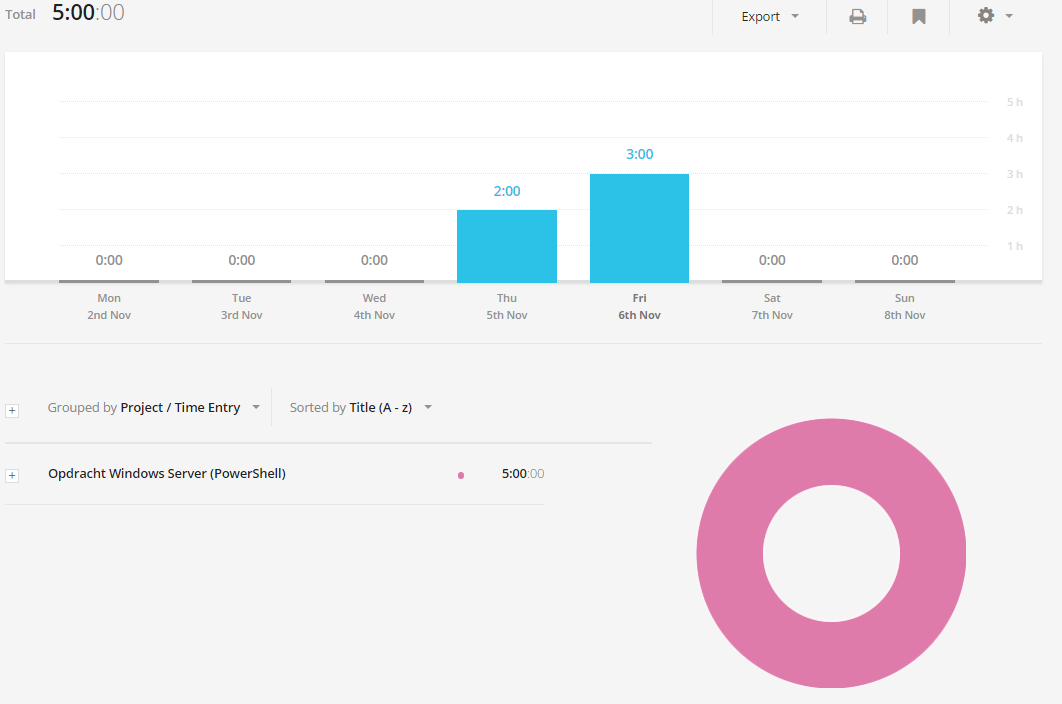 Total 5:00:00
Export
5 h
4 h
3:00
3 h
2:00
2 h
1 h
0:00 0:00 0:00 0:00 0:00
Mon Tue Wed Thu Fri Sat Sun
2nd Nov 3rd Nov 4th Nov 5th Nov 6th Nov 7th Nov 8th Nov
Grouped by Project / Time Entry Sorted by Title (A - z)
Opdracht Windows Server (PowerShell) 5:00:00